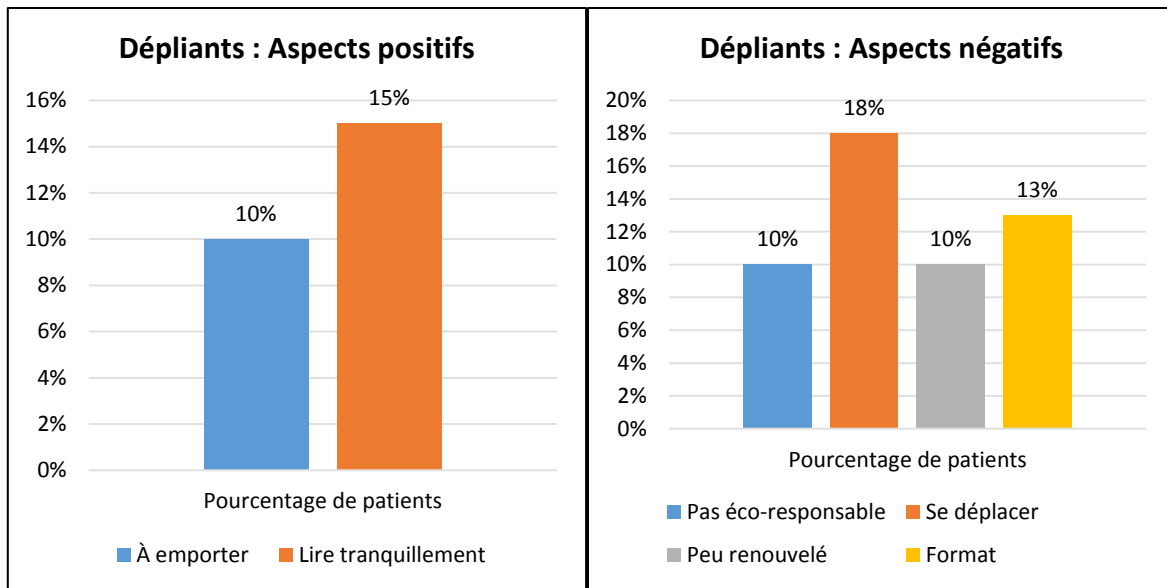 Dépliants : Aspects positifs
16%
14%
12%
10%
8%
6%
4%
2%
0%
10%
15%
Pourcentage de patients
À emporter
Lire tranquillement
Dépliants : Aspects négatifs
20%
18%
16%
14%
12%
10%
8%
6%
4%
2%
0%
10%
18%
10%
13%
Pourcentage de patients
Pas éco-responsable
Se déplacer
Peu renouvelé
Format